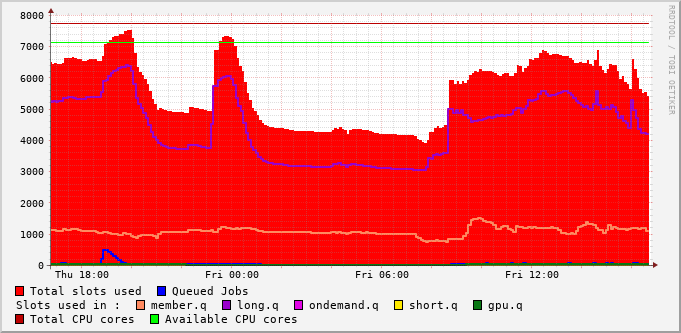 8000
7000
6000
5000
4000
3000
2000
1000
0
Thu 18:00 Fri 00:00 Fri 06:00 Fri 12:00
RRDTOOL / TOBI OETIKER
Total slots used Queued Jobs
Slots used in : member.q long.q ondemand.q short.q gpu.q
Total CPU cores Available CPU cores